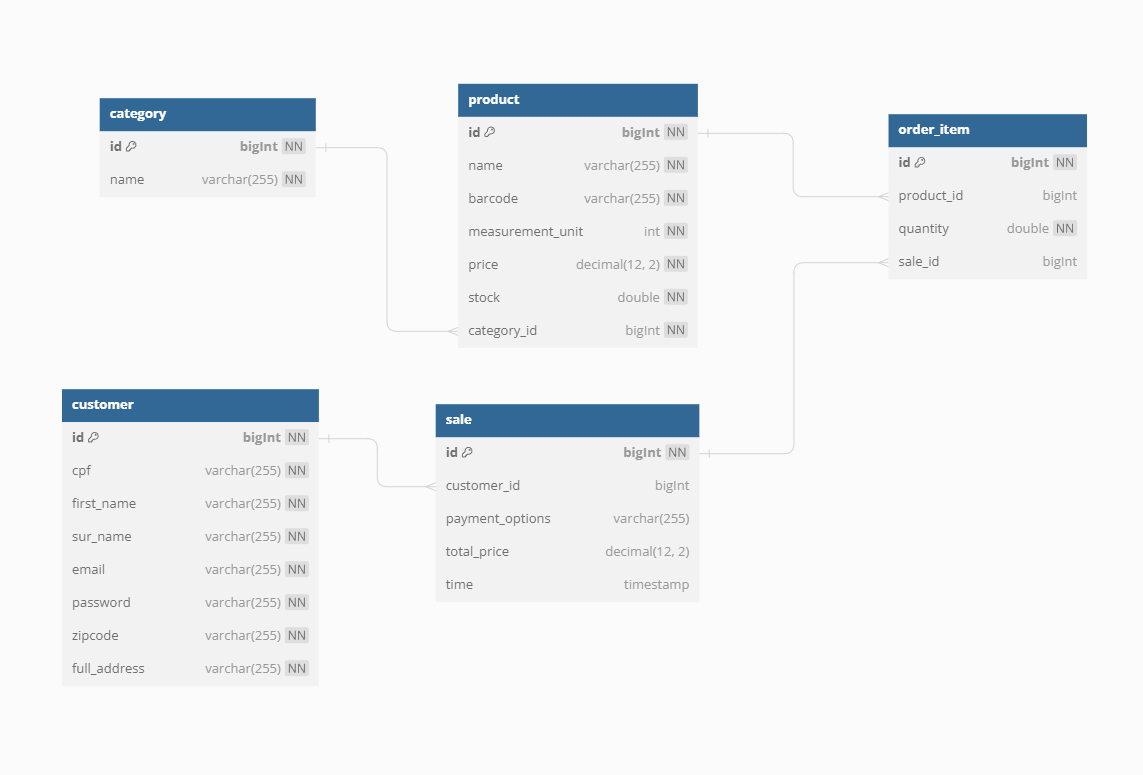 category
id bigInt NN
name varchar(255) NN
product
id bigInt NN
name varchar(255) NN
barcode varchar(255) NN
measurement_unit int NN
price decimal(12, 2) NN
stock double NN
category_id bigInt NN
order_item
id bigInt NN
product_id bigInt
quantity double NN
sale_id bigInt
customer
id bigInt NN
cpf varchar(255) NN
first_name varchar(255) NN
sur_name varchar(255) NN
email varchar(255) NN
password varchar(255) NN
zipcode varchar(255) NN
full_address varchar(255) NN
sale
id bigInt NN
customer_id bigInt
payment_options varchar(255)
total_price decimal(12, 2)
time timestamp